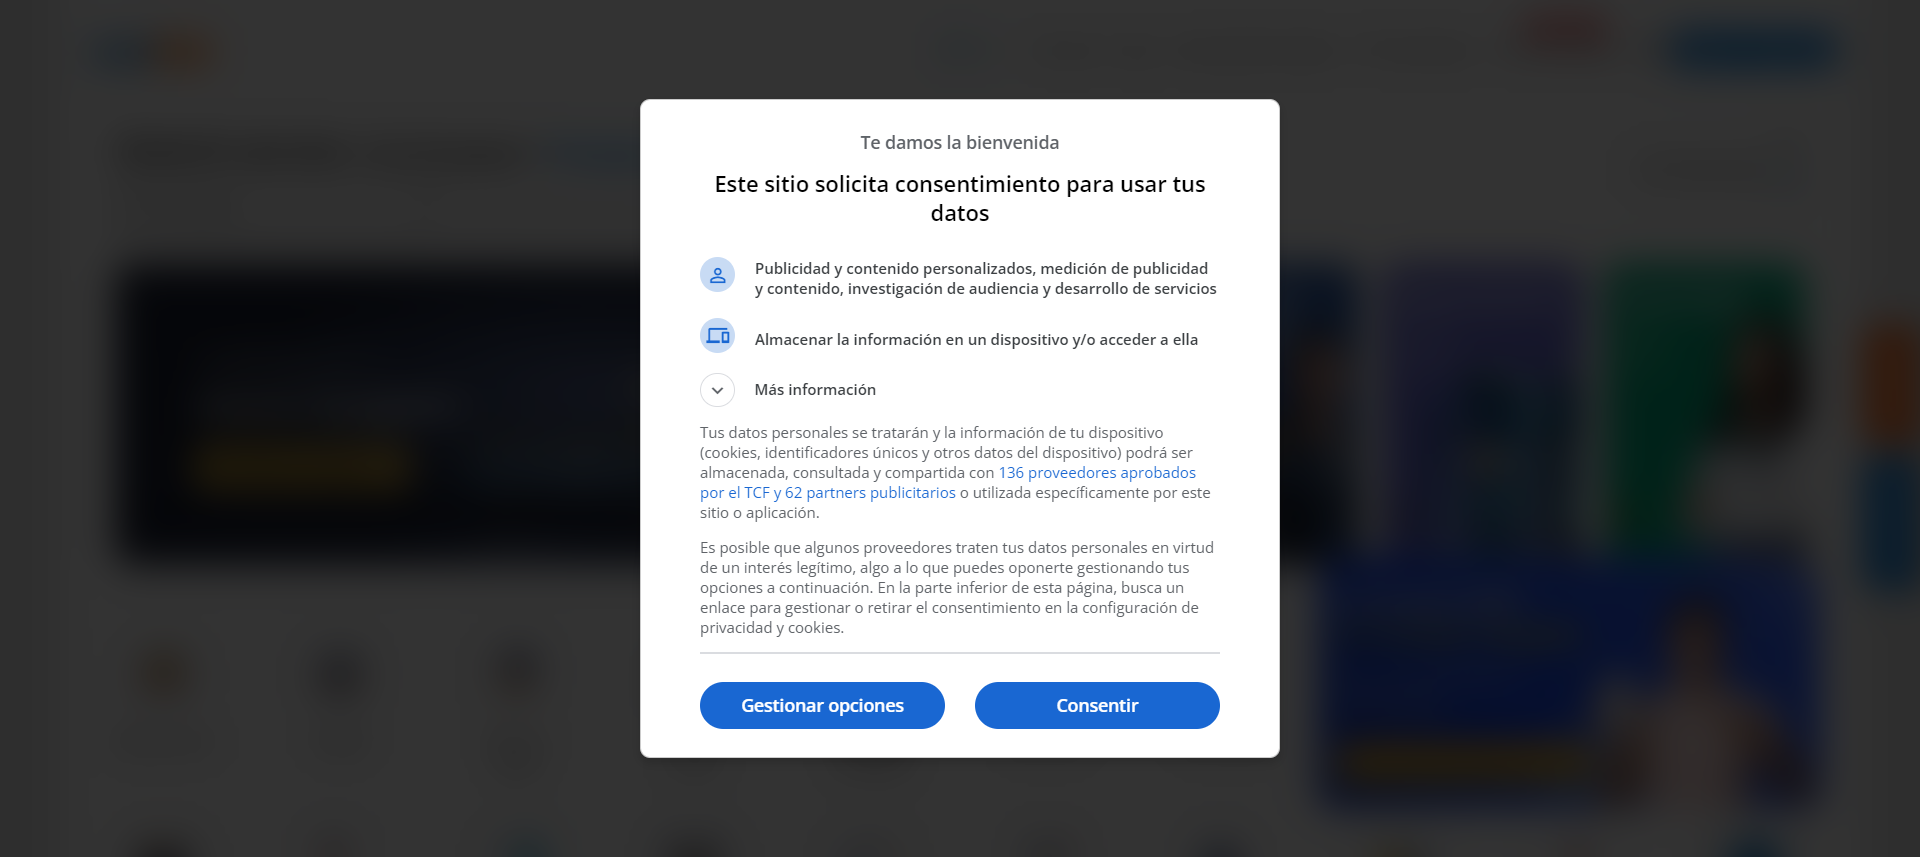 Te damos la bienvenida
Este sitio solicita consentimiento para usar tus
datos
Publicidad y contenido personalizados, medición de publicidad
y contenido, investigación de audiencia y desarrollo de servicios
Almacenar la información en un dispositivo y/o acceder a ella
Más información
Tus datos personales se tratarán y la información de tu dispositivo
(cookies, identificadores únicos y otros datos del dispositivo) podrá ser
almacenada, consultada y compartida con 136 proveedores aprobados
por el TCF y 62 partners publicitarios o utilizada específicamente por este
sitio o aplicación.
Es posible que algunos proveedores traten tus datos personales en virtud
de un interés legítimo, algo a lo que puedes oponerte gestionando tus
opciones a continuación. En la parte inferior de esta página, busca un
enlace para gestionar o retirar el consentimiento en la configuración de
privacidad y cookies.
Gestionar opciones
Consentir